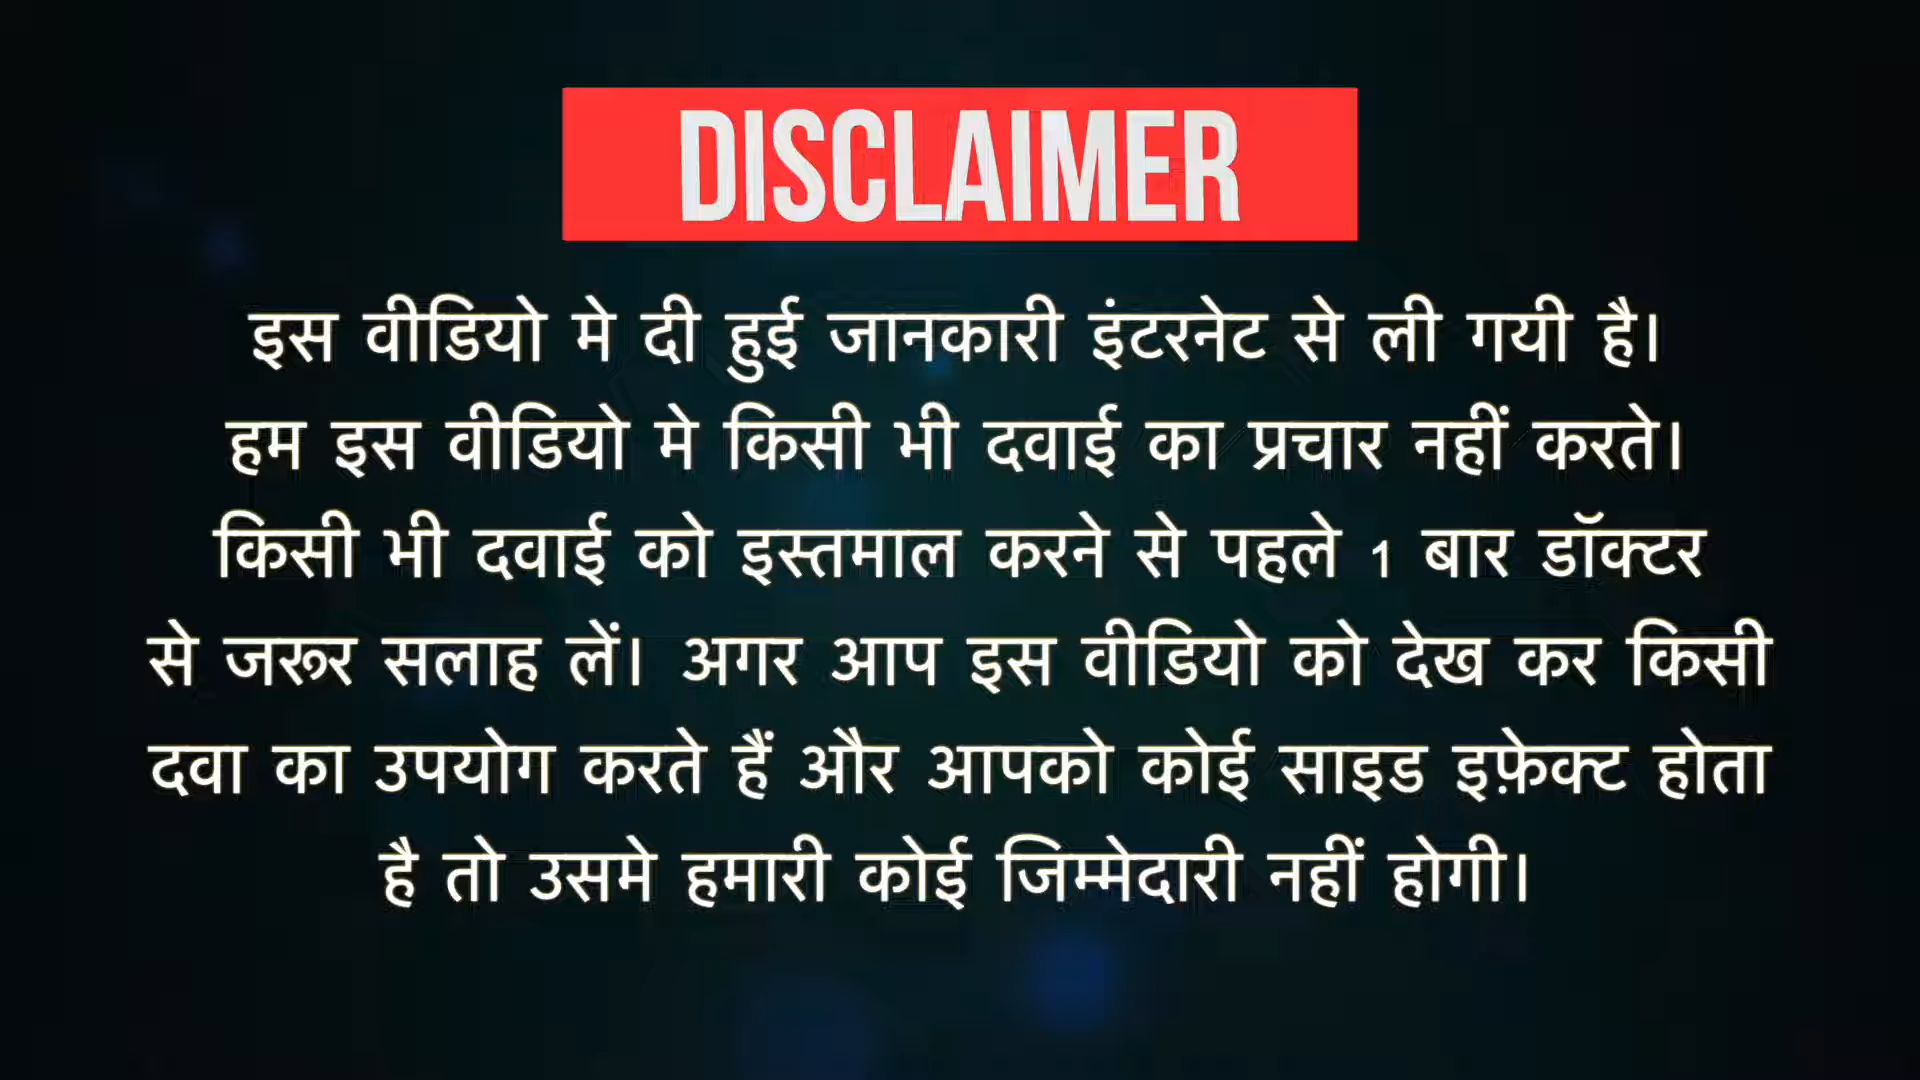 DISCLAIMER
इस वीडियो मे दी हुई जानकारी इंटरनेट से ली गयी है।
हम इस वीडियो मे किसी भी दवाई का प्रचार नहीं करते।
किसी भी दवाई को इस्तमाल करने से पहले 1 बार डॉक्टर
से जरूर सलाह लें। अगर आप इस वीडियो को देख कर किसी
दवा का उपयोग करते हैं और आपको कोई साइड इफ़ेक्ट होता
है तो उसमे हमारी कोई जिम्मेदारी नहीं होगी।